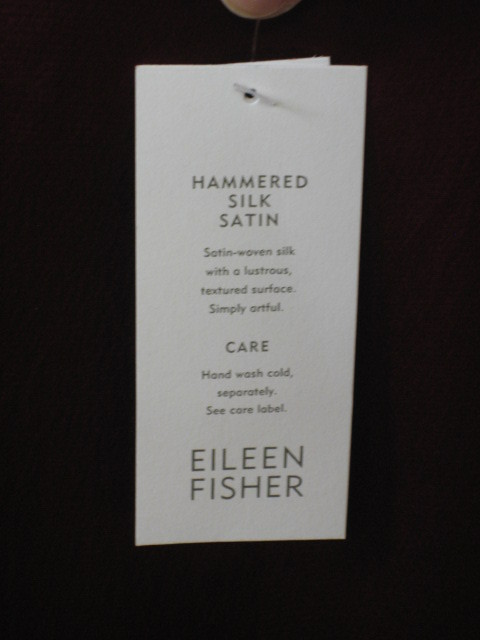 HAMMERED
SILK
SATIN
Satin-woven silk
with a lustrous,
textured surface.
Simply artful.
CARE
Hand wash cold,
separately.
See care label.
EILEEN
FISHER